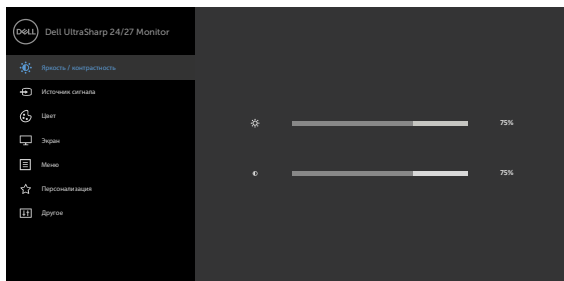 DELL
Dell UltraSharp 24/27 Monitor
Яркость / контрастность
Источник сигнала
Цвет
75%
Экран
Меню
75%
Персонализация
Другое